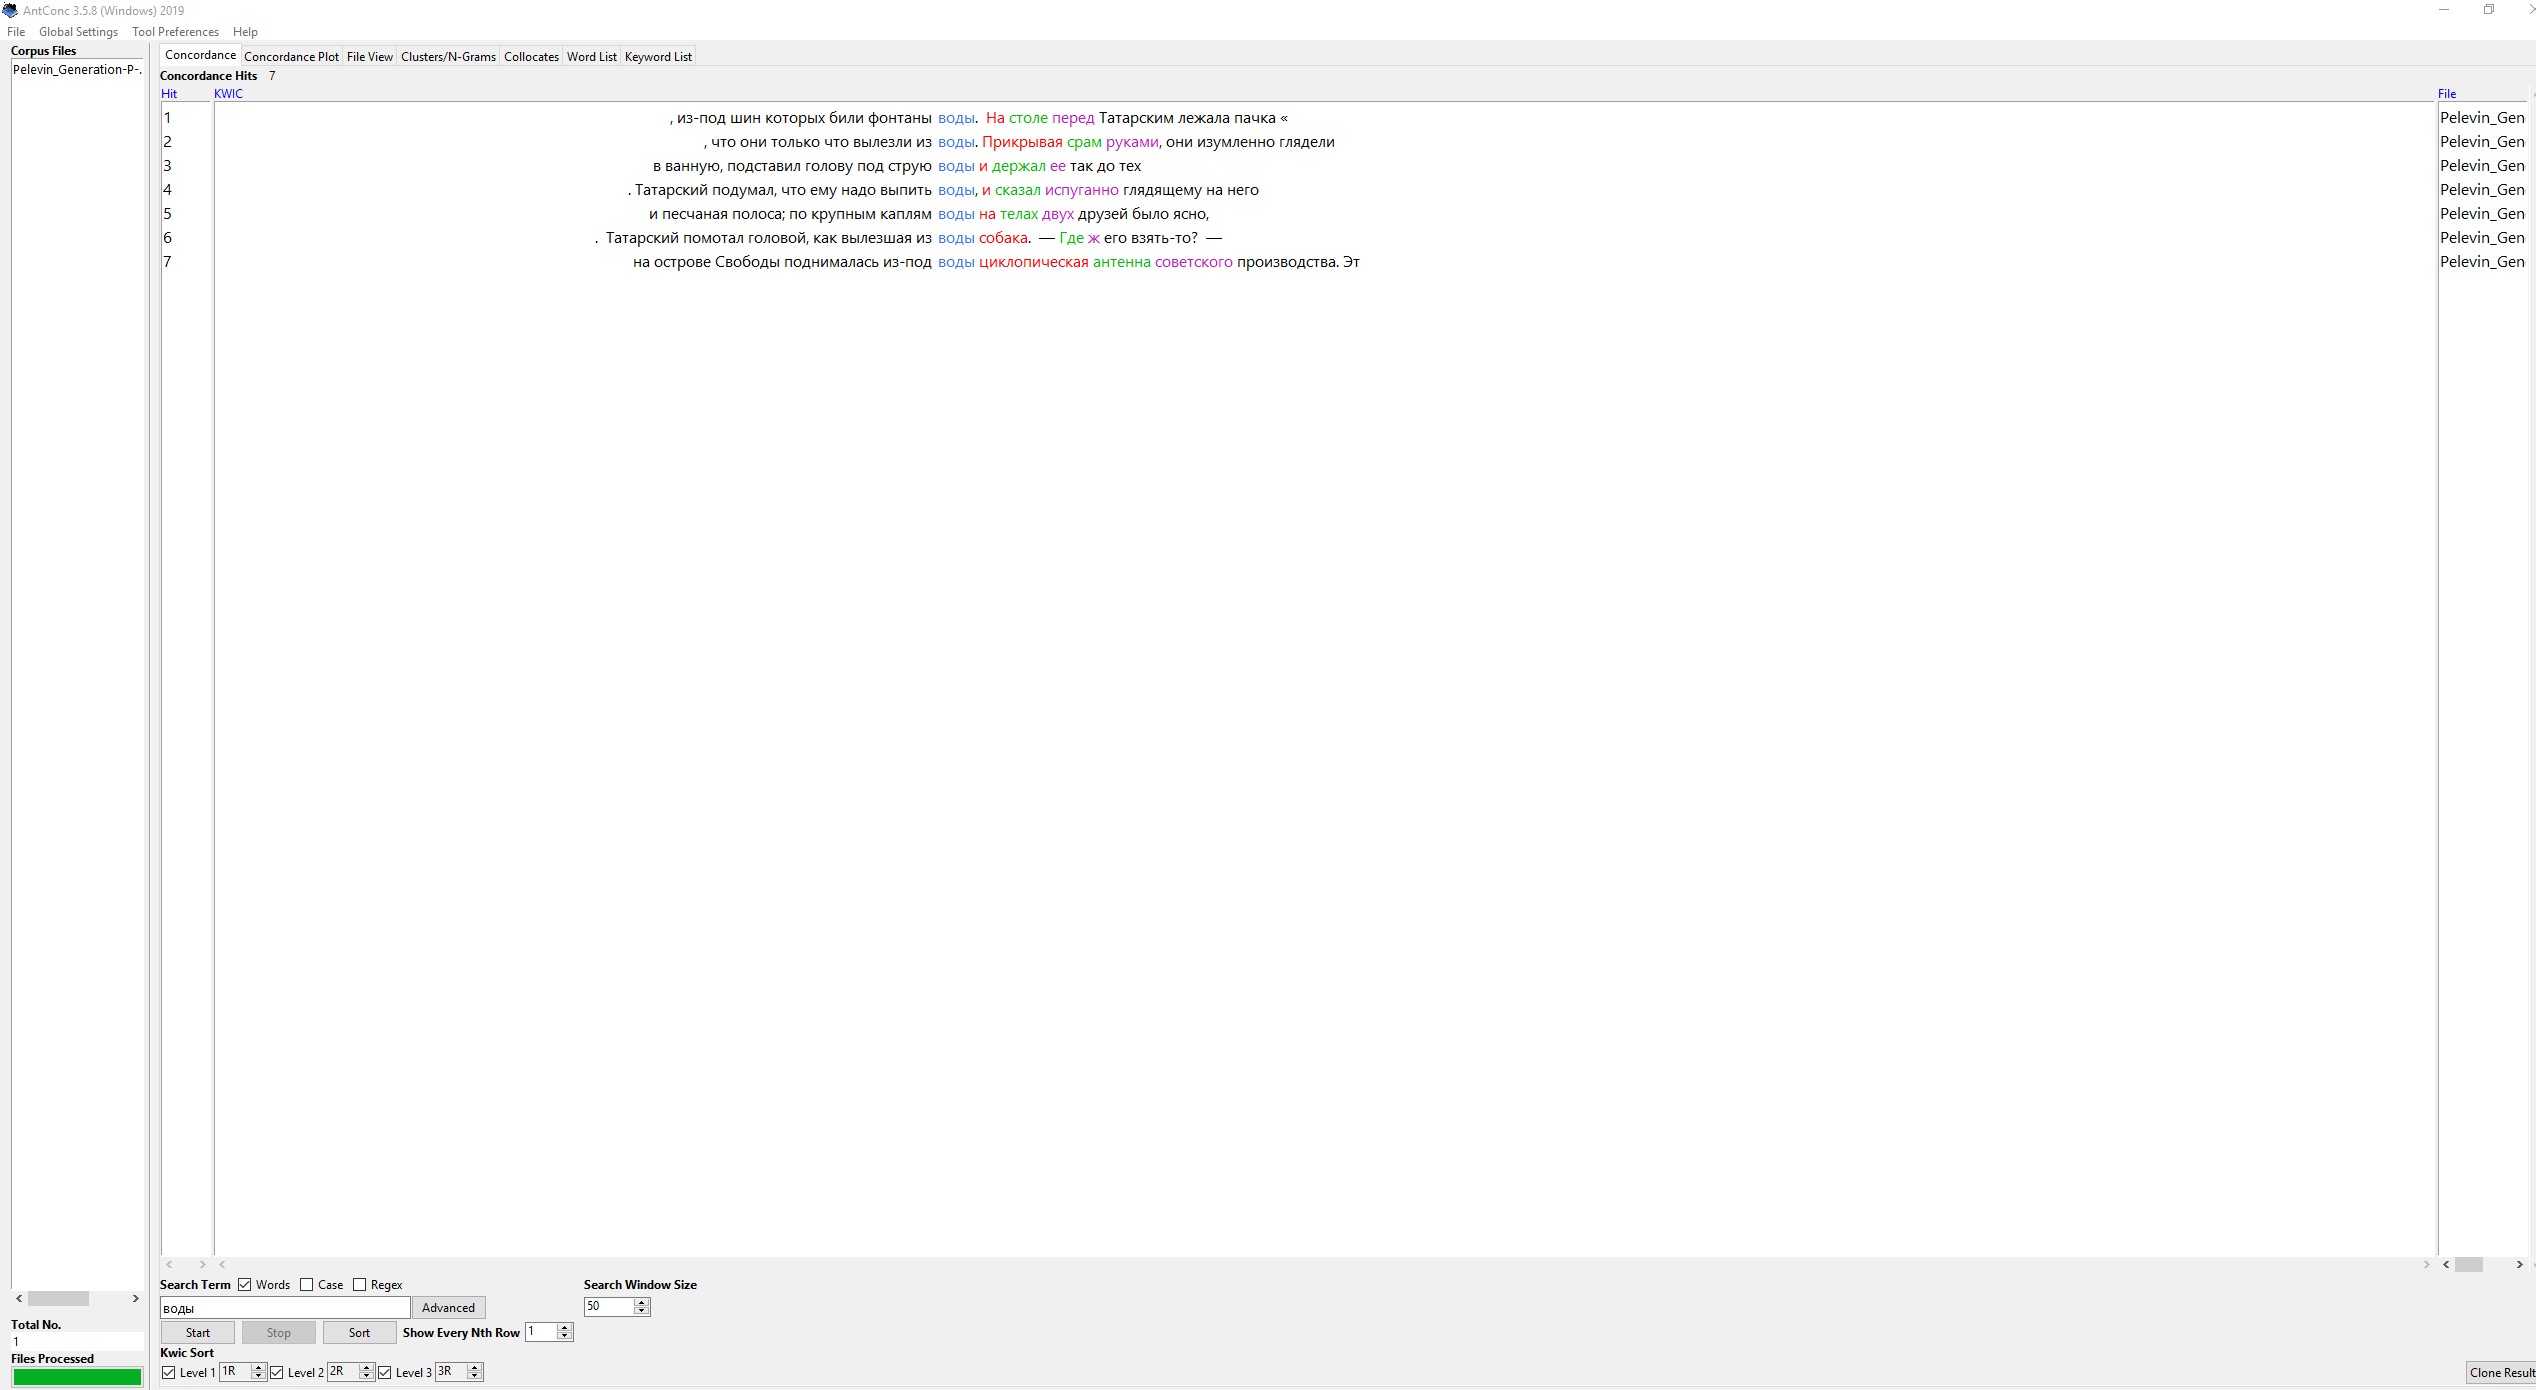 AntConc 3.5.8 (Windows) 2019
File Global Settings Tool Preferences Help
Corpus Files
Pelevin_Generation-P-.
Concordance Concordance Plot File View Clusters/N-Grams Collocates Word List Keyword List
Concordance Hits 7
Hit KWIC File
1 , из-под шин которых били фонтаны воды. На столе перед Татарским лежала пачка « Pelevin_Gen
2 , что они только что вылезли из воды. Прикрывая срам руками, они изумленно глядели Pelevin_Gen
3 в ванную, подставил голову под струю воды и держал ее так до тех Pelevin_Gen
4 . Татарский подумал, что ему надо выпить воды, и сказал испуганно глядящему на него Pelevin_Gen
5 и песчаная полоса; по крупным каплям воды на телах двух друзей было ясно, Pelevin_Gen
6 . Татарский помотал головой, как вылезшая из воды собака. — Где ж его взять-то? — Pelevin_Gen
7 на острове Свободы поднималась из-под воды циклопическая антенна советского производства. Эт Pelevin_Gen
Search Term Words Case Regex Search Window Size
воды Advanced 50
Start Stop Sort Show Every Nth Row 1
Kwic Sort
Level 1 1R Level 2 2R Level 3 3R
Total No.
1
Files Processed
Clone Result